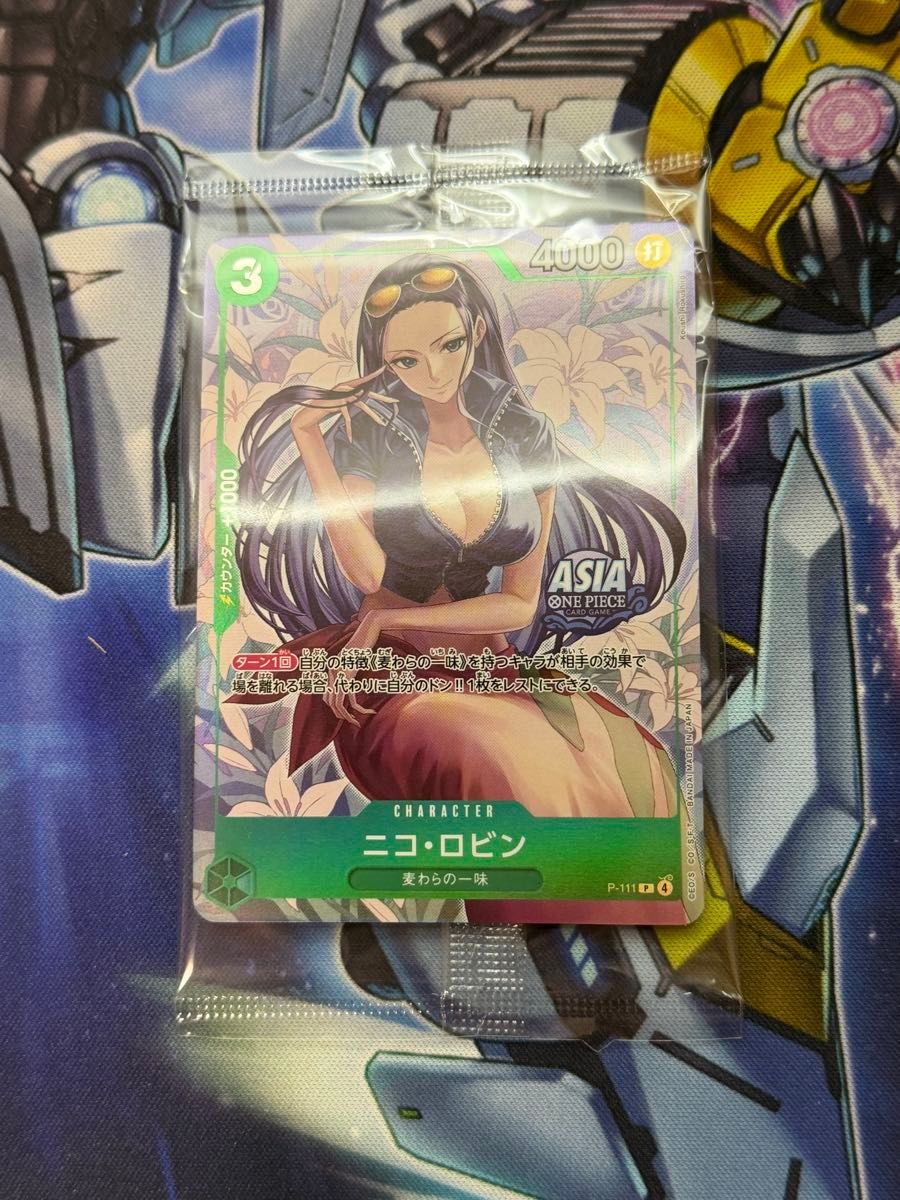 3
4000 打
Koushi Rokushiro
カウンター +1000
ASIA
ONE PIECE
CARD GAME
ターン1回 自分の特徴《麦わらの一味》を持つキャラが相手の効果で
場を離れる場合、代わりに自分のドン!! 1枚をレストにできる。
CHARACTER
ニコ・ロビン
麦わらの一味
P-111 P 4
©EO/S. CO./S.F.T. BANDAI MADE IN JAPAN